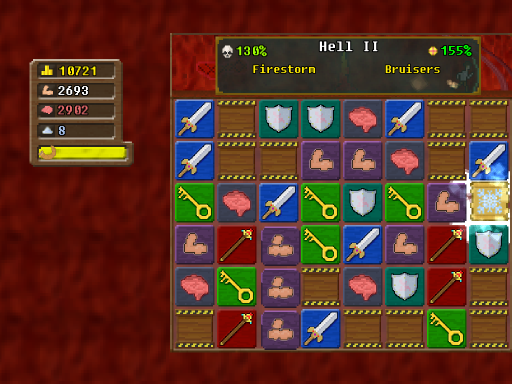 Hell II
130%
155%
Firestorm
Bruisers
10721
2693
2902
8